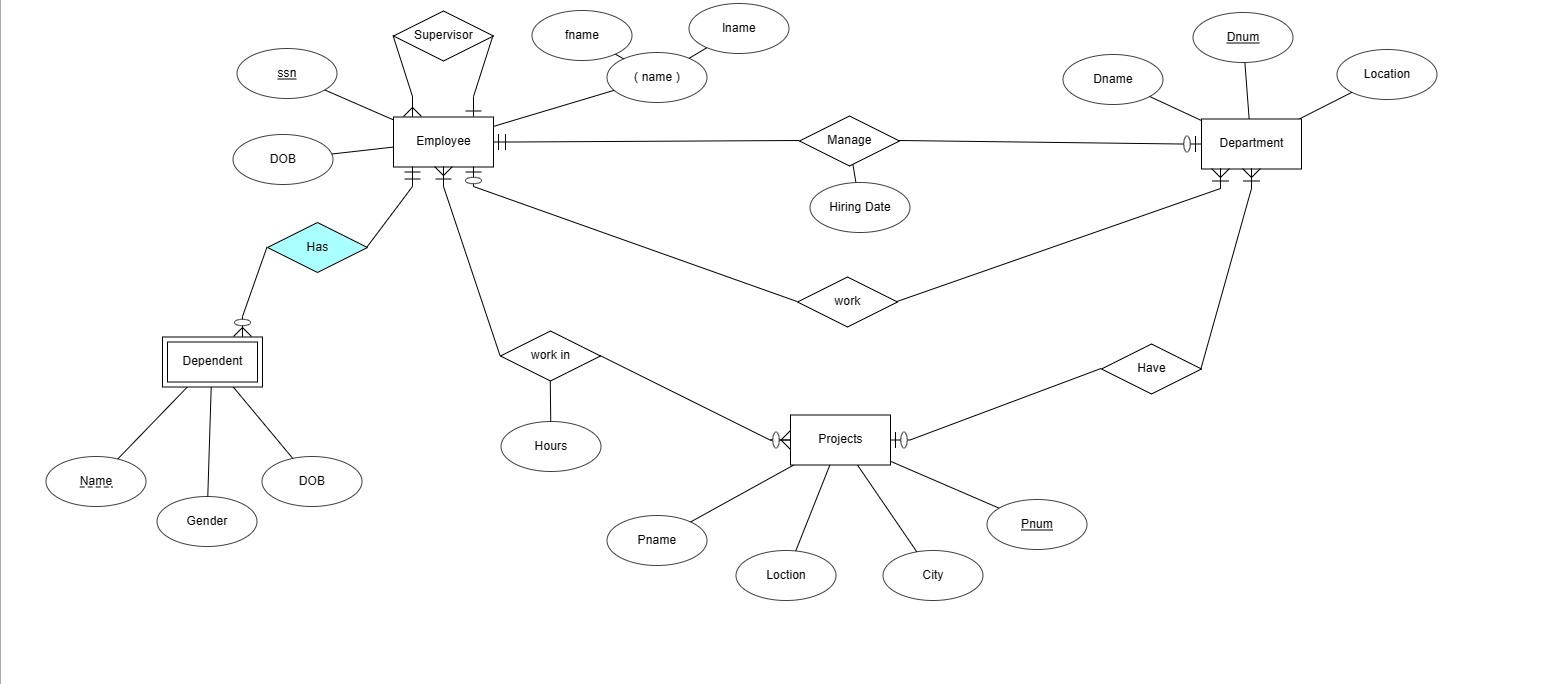 Supervisor
fname
lname
Dnum
ssn
( name )
Dname
Location
Employee
Manage
Department
DOB
Hiring Date
Has
work
work in
Have
Dependent
Hours
Projects
Name
Gender
DOB
Pname
Loction
City
Pnum